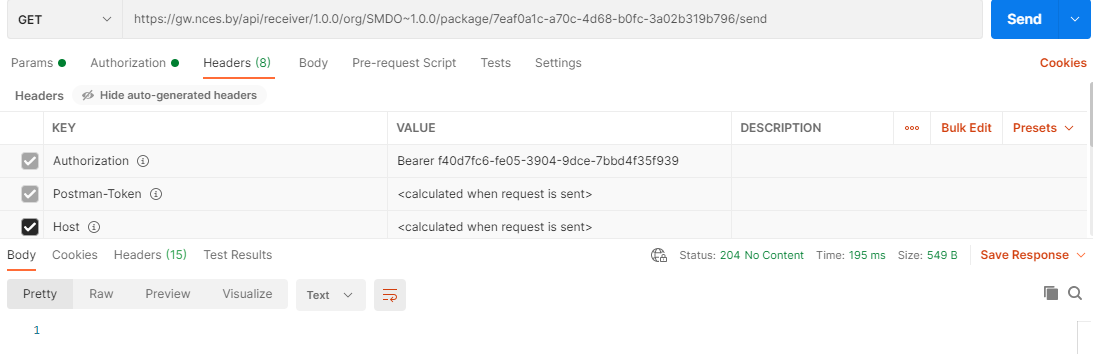 GET https://gw.nces.by/api/receiver/1.0.0/org/SMDO~1.0.0/package/7eaf0a1c-a70c-4d68-b0fc-3a02b319b796/send Send
Params Authorization Headers (8) Body Pre-request Script Tests Settings Cookies
Headers Hide auto-generated headers
KEY VALUE DESCRIPTION ooo Bulk Edit Presets
Authorization Bearer f40d7fc6-fe05-3904-9dce-7bbd4f35f939
Postman-Token <calculated when request is sent>
Host <calculated when request is sent>
Body Cookies Headers (15) Test Results Status: 204 No Content Time: 195 ms Size: 549 B Save Response
Pretty Raw Preview Visualize Text
1